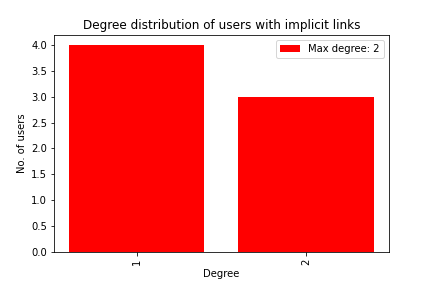 Degree distribution of users with implicit links
Max degree: 2
4.0
3.5
3.0
2.5
2.0
1.5
1.0
0.5
0.0
No. of users
1
2
Degree